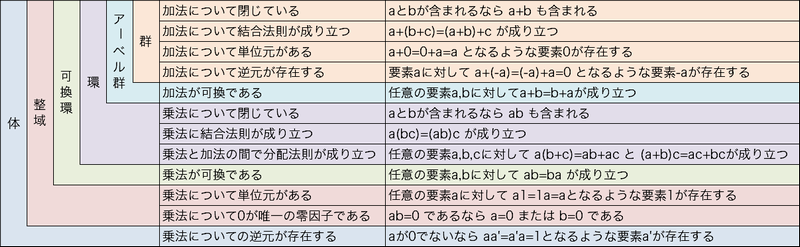 体
整域
可換環
環
アーベル群
群
加法について閉じている aとbが含まれるなら a+b も含まれる
加法について結合法則が成り立つ a+(b+c)=(a+b)+c が成り立つ
加法について単位元がある a+0=0+a=a となるような要素0が存在する
加法について逆元が存在する 要素aに対して a+(-a)=(-a)+a=0 となるような要素-aが存在する
加法が可換である 任意の要素a,bに対してa+b=b+aが成り立つ
乗法について閉じている aとbが含まれるなら ab も含まれる
乗法に結合法則が成り立つ a(bc)=(ab)c が成り立つ
乗法と加法の間で分配法則が成り立つ 任意の要素a,b,cに対して a(b+c)=ab+ac と (a+b)c=ac+bcが成り立つ
乗法が可換である 任意の要素a,bに対して ab=ba が成り立つ
乗法について単位元がある 任意の要素aに対して a1=1a=aとなるような要素1が存在する
乗法について0が唯一の零因子である ab=0 であるなら a=0 または b=0 である
乗法についての逆元が存在する aが0でないなら aa'=a'a=1となるような要素a'が存在する